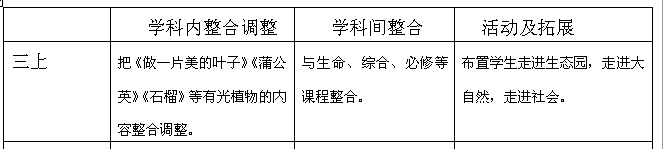 学科内整合调整 学科间整合 活动及拓展
三上 把《做一片美的叶子》《蒲公 与生命、综合、必修等 布置学生走进生态园，走进大
英》《石榴》等有光植物的内 课程整合。 自然，走进社会。
容整合调整。